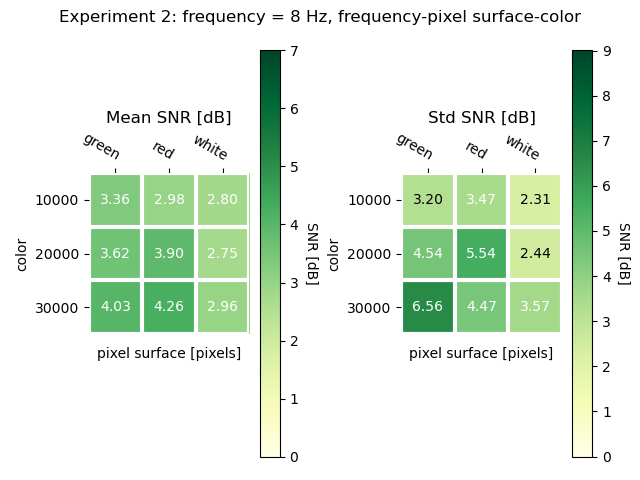 Experiment 2: frequency = 8 Hz, frequency-pixel surface-color
Mean SNR [dB]
green red white
color
10000 3.36 2.98 2.80
20000 3.62 3.90 2.75
30000 4.03 4.26 2.96
pixel surface [pixels]
7
6
5
4
3
2
1
0
SNR [dB]
Std SNR [dB]
green red white
color
10000 3.20 3.47 2.31
20000 4.54 5.54 2.44
30000 6.56 4.47 3.57
pixel surface [pixels]
9
8
7
6
5
4
3
2
1
0
SNR [dB]